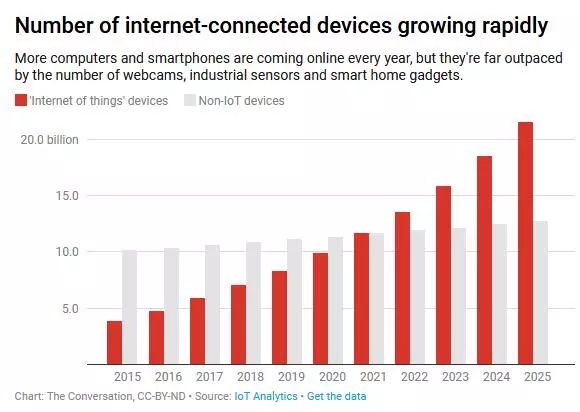 Number of internet-connected devices growing rapidly
More computers and smartphones are coming online every year, but they're far outpaced
by the number of webcams, industrial sensors and smart home gadgets.
'Internet of things' devices Non-IoT devices
20.0 billion
15.0
10.0
5.0
2015 2016 2017 2018 2019 2020 2021 2022 2023 2024 2025
Chart: The Conversation, CC-BY-ND • Source: IoT Analytics • Get the data